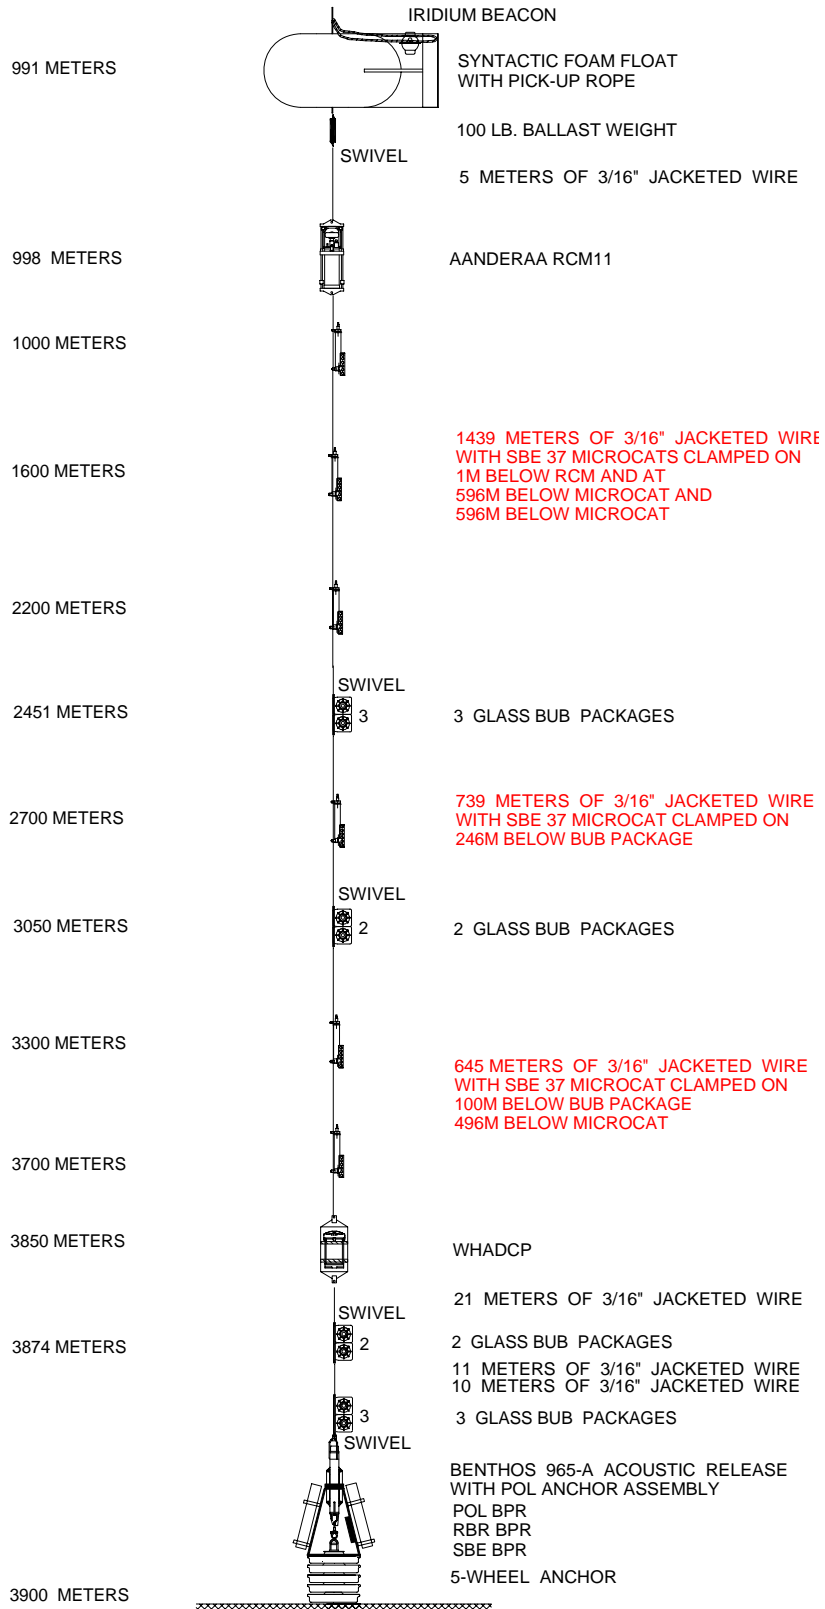 IRIDIUM BEACON
991 METERS
SYNTACTIC FOAM FLOAT
WITH PICK-UP ROPE
100 LB. BALLAST WEIGHT
SWIVEL
5 METERS OF 3/16" JACKETED WIRE
998 METERS
AANDERAA RCM11
1000 METERS
1439 METERS OF 3/16" JACKETED WIRE
WITH SBE 37 MICROCATS CLAMPED ON
1M BELOW RCM AND AT
596M BELOW MICROCAT AND
596M BELOW MICROCAT
1600 METERS
2200 METERS
SWIVEL
2451 METERS
3
3 GLASS BUB PACKAGES
2700 METERS
739 METERS OF 3/16" JACKETED WIRE
WITH SBE 37 MICROCAT CLAMPED ON
246M BELOW BUB PACKAGE
SWIVEL
3050 METERS
2
2 GLASS BUB PACKAGES
3300 METERS
645 METERS OF 3/16" JACKETED WIRE
WITH SBE 37 MICROCAT CLAMPED ON
100M BELOW BUB PACKAGE
496M BELOW MICROCAT
3700 METERS
3850 METERS
WHADCP
21 METERS OF 3/16" JACKETED WIRE
SWIVEL
3874 METERS
2
2 GLASS BUB PACKAGES
11 METERS OF 3/16" JACKETED WIRE
10 METERS OF 3/16" JACKETED WIRE
3
3 GLASS BUB PACKAGES
SWIVEL
BENTHOS 965-A ACOUSTIC RELEASE
WITH POL ANCHOR ASSEMBLY
POL BPR
RBR BPR
SBE BPR
5-WHEEL ANCHOR
3900 METERS